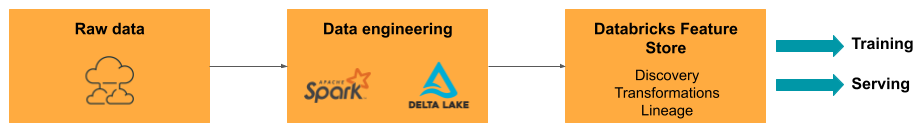 Raw data
Data engineering
APACHE
Spark
DELTA LAKE
Databricks Feature
Store
Discovery
Transformations
Lineage
Training
Serving